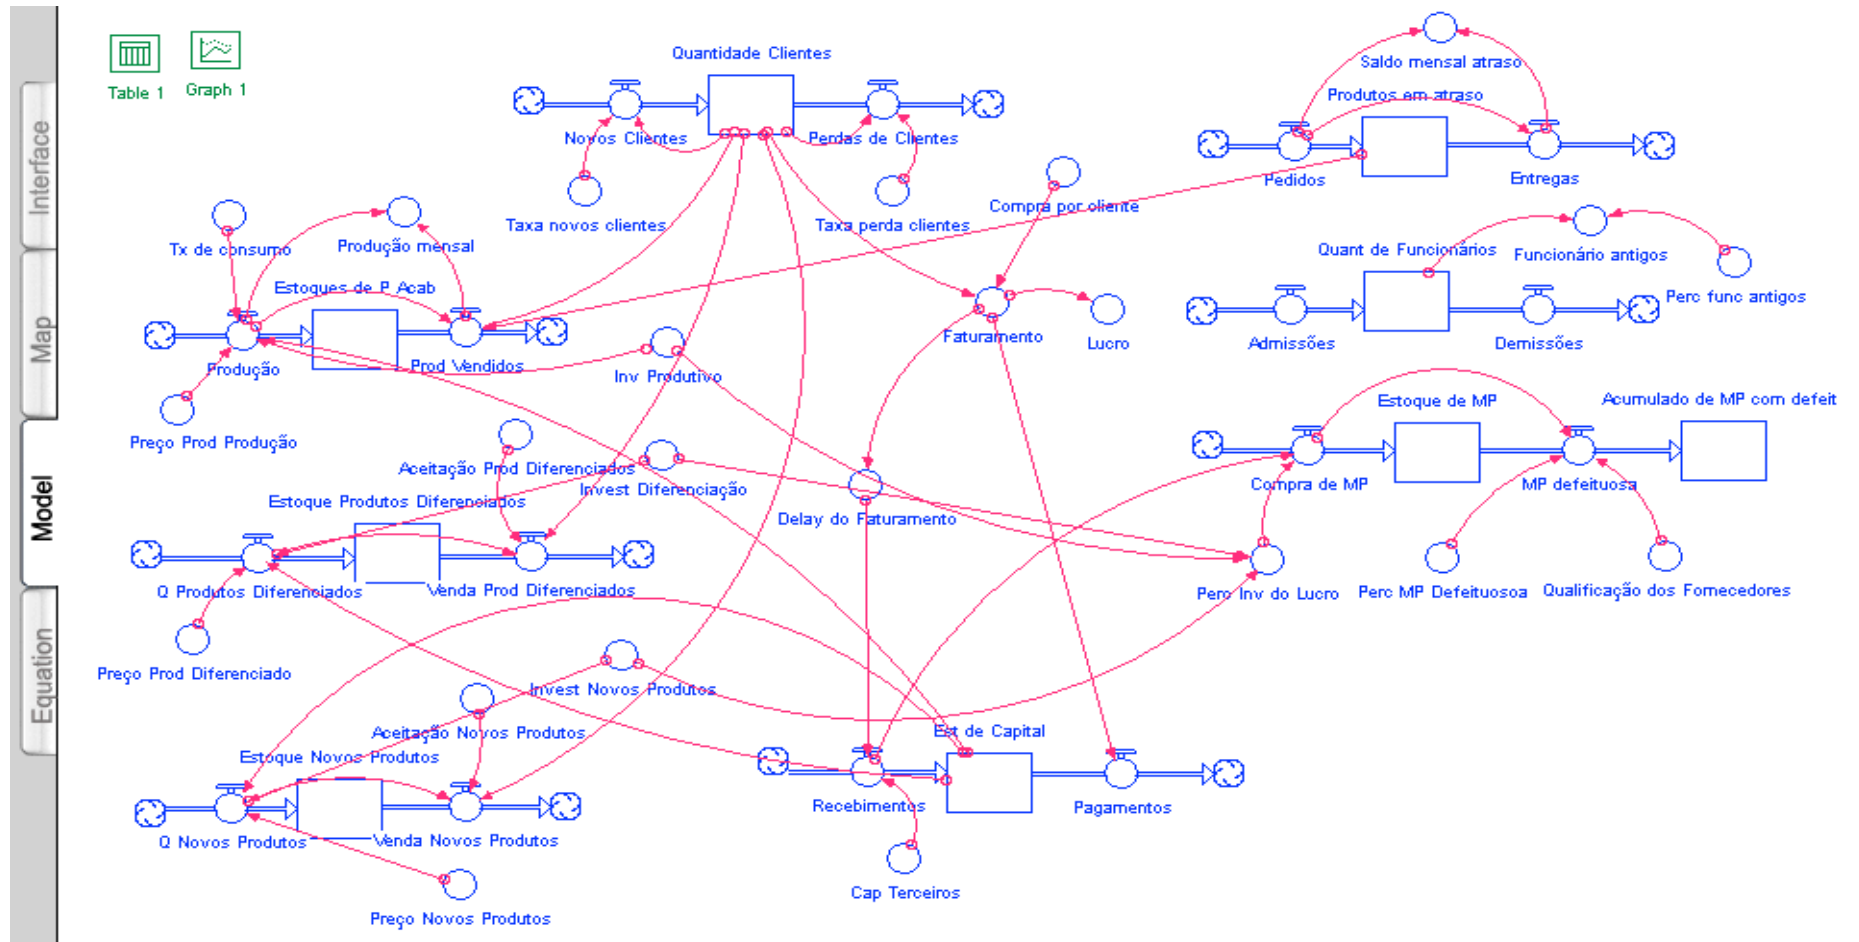 Table 1
Graph 1
Interface
Map
Model
Equation
Quantidade Clientes
Novos Clientes
Perdas de Clientes
Taxa novos clientes
Taxa perda clientes
Compra por cliente
Saldo mensal atraso
Produtos em atraso
Pedidos
Entregas
Tx de consumo
Produção mensal
Estoques de P Acab
Produção
Prod Vendidos
Preço Prod Produção
Inv Produtivo
Faturamento
Lucro
Quant de Funcionários
Funcionário antigos
Perc func antigos
Admissões
Demissões
Aceitação Prod Diferenciados
Invest Diferenciação
Estoque Produtos Diferenciados
Delay do Faturamento
Estoque de MP
Acumulado de MP com defeit
Compra de MP
MP defeituosa
Q Produtos Diferenciados
Venda Prod Diferenciados
Perc Inv do Lucro
Perc MP Defeituosoa
Qualificação dos Fornecedores
Preço Prod Diferenciado
Invest Novos Produtos
Aceitação Novos Produtos
Estoque Novos Produtos
Est de Capital
Q Novos Produtos
Venda Novos Produtos
Recebimentos
Pagamentos
Preço Novos Produtos
Cap Terceiros